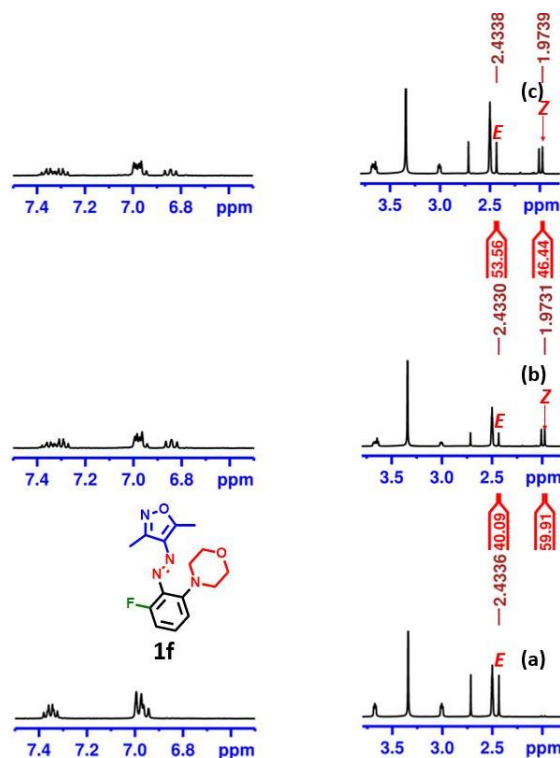 2.4338
1.9739
(c)
E
Z
7.4 7.2 7.0 6.8 ppm
3.5 3.0 2.5 ppm
53.56
46.44
2.4330
1.9731
(b)
E
Z
7.4 7.2 7.0 6.8 ppm
3.5 3.0 2.5 ppm
40.09
59.91
2.4336
N O
N
N
N
O
F
1f
E
(a)
7.4 7.2 7.0 6.8 ppm
3.5 3.0 2.5 ppm